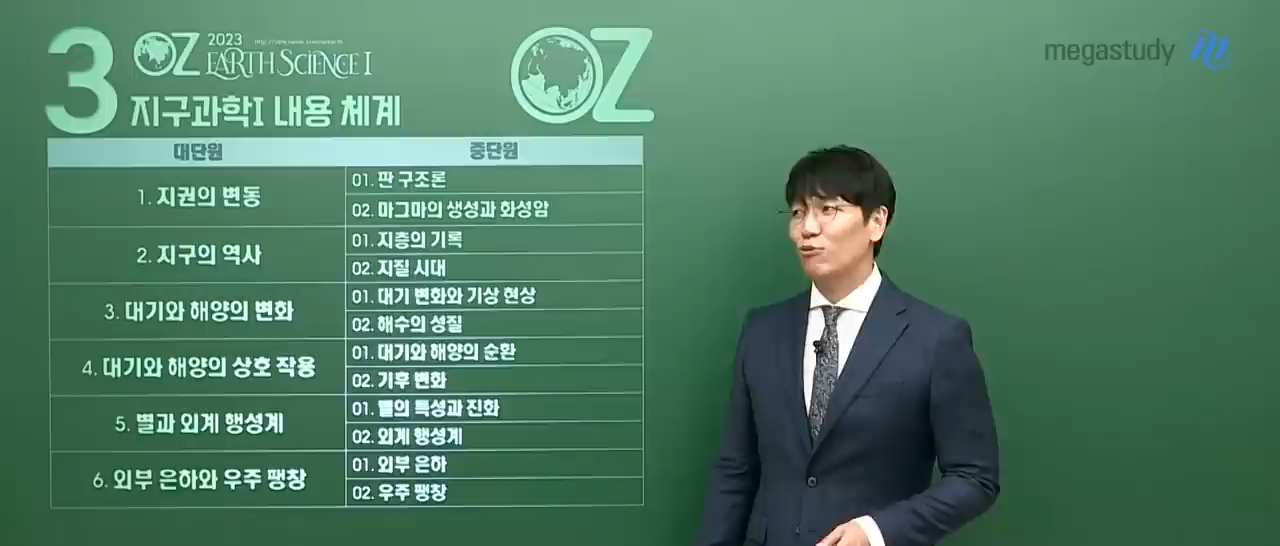 3
OZ
2023
EARTH SCIENCE I
OZ
megastudy
지구과학I 내용 체계
대단원
중단원
1. 지권의 변동
01. 판 구조론
02. 마그마의 생성과 화성암
2. 지구의 역사
01. 지층의 기록
02. 지질 시대
3. 대기와 해양의 변화
01. 대기 변화와 기상 현상
02. 해수의 성질
4. 대기와 해양의 상호 작용
01. 대기와 해양의 순환
02. 기후 변화
5. 별과 외계 행성계
01. 별의 특성과 진화
02. 외계 행성계
6. 외부 은하와 우주 팽창
01. 외부 은하
02. 우주 팽창